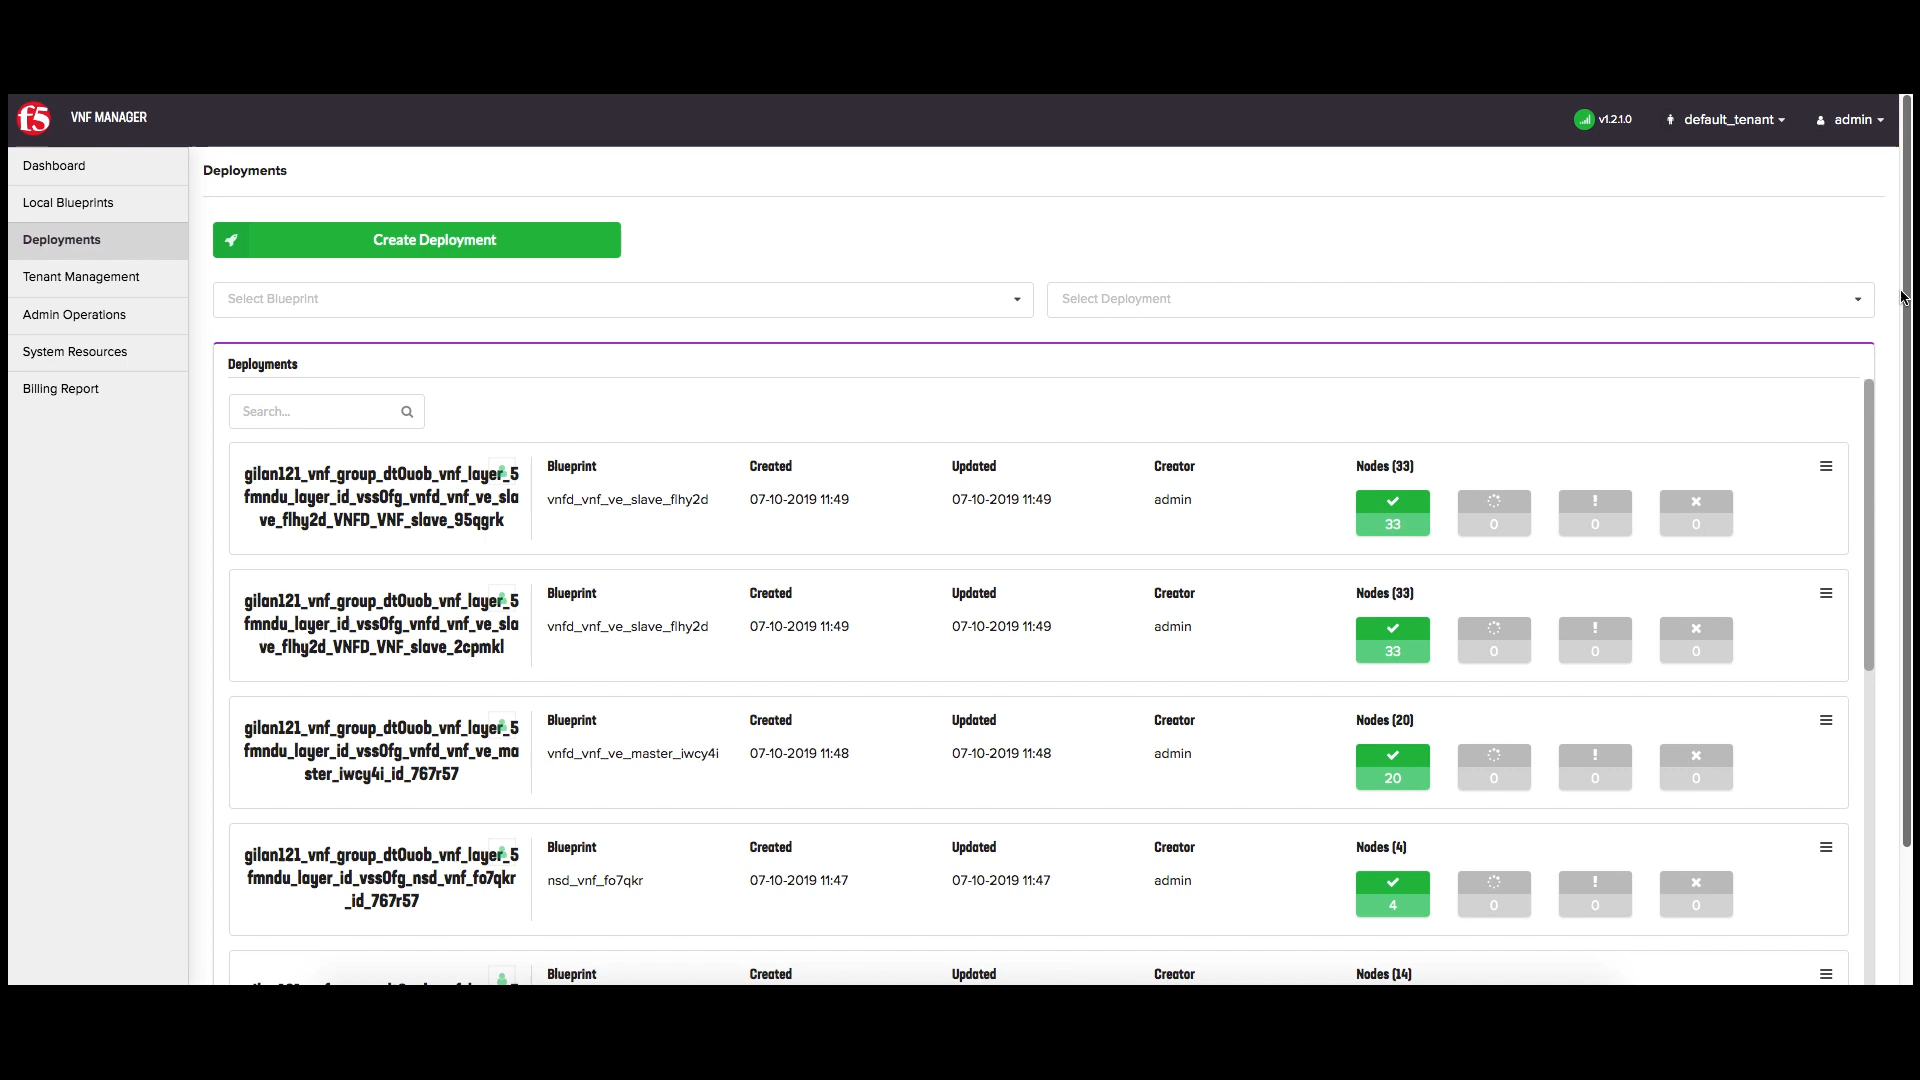 f5 VNF MANAGER v1.2.1.0 default_tenant admin
Dashboard
Local Blueprints
Deployments
Tenant Management
Admin Operations
System Resources
Billing Report
Deployments
Create Deployment
Select Blueprint Select Deployment
Deployments
Search...
gilan121_vnf_group_dt0uob_vnf_layer_5
fmndu_layer_id_vss0fg_vnfd_vnf_ve_sla
ve_flhy2d_VNFD_VNF_slave_95qgrk
Blueprint Created Updated Creator Nodes (33)
vnfd_vnf_ve_slave_flhy2d 07-10-2019 11:49 07-10-2019 11:49 admin
33 0 0 0
gilan121_vnf_group_dt0uob_vnf_layer_5
fmndu_layer_id_vss0fg_vnfd_vnf_ve_sla
ve_flhy2d_VNFD_VNF_slave_2cpmkl
Blueprint Created Updated Creator Nodes (33)
vnfd_vnf_ve_slave_flhy2d 07-10-2019 11:49 07-10-2019 11:49 admin
33 0 0 0
gilan121_vnf_group_dt0uob_vnf_layer_5
fmndu_layer_id_vss0fg_vnfd_vnf_ve_ma
ster_iwcy4i_id_767r57
Blueprint Created Updated Creator Nodes (20)
vnfd_vnf_ve_master_iwcy4i 07-10-2019 11:48 07-10-2019 11:48 admin
20 0 0 0
gilan121_vnf_group_dt0uob_vnf_layer_5
fmndu_layer_id_vss0fg_nsd_vnf_fo7qkr
_id_767r57
Blueprint Created Updated Creator Nodes (4)
nsd_vnf_fo7qkr 07-10-2019 11:47 07-10-2019 11:47 admin
4 0 0 0
Blueprint Created Updated Creator Nodes (14)